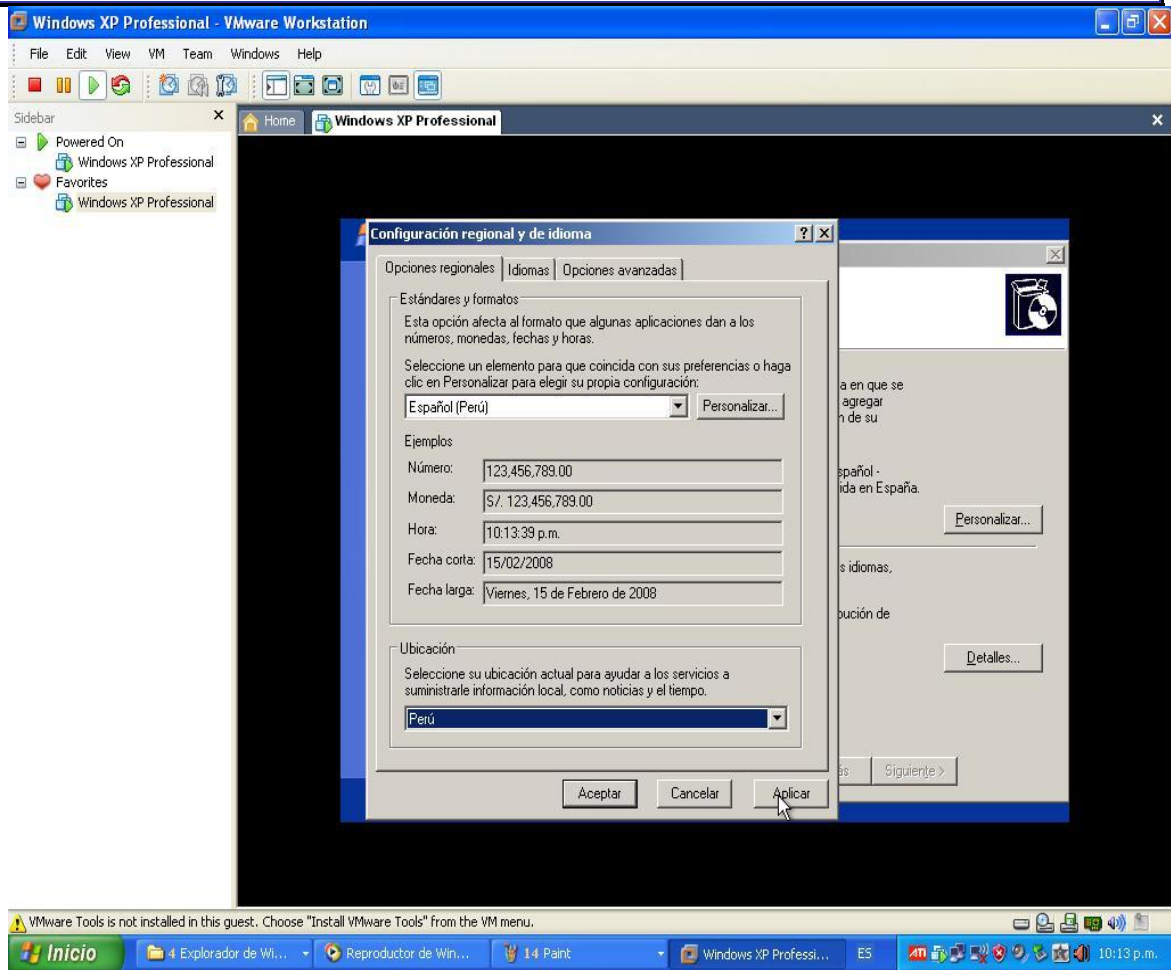 Windows XP Professional - VMware Workstation
File Edit View VM Team Windows Help
Sidebar
Powered On
Windows XP Professional
Favorites
Windows XP Professional
Home
Windows XP Professional
Configuración regional y de idioma
Opciones regionales
Idiomas
Opciones avanzadas
Estándares y formatos
Esta opción afecta al formato que algunas aplicaciones dan a los
números, monedas, fechas y horas.
Seleccione un elemento para que coincida con sus preferencias o haga
clic en Personalizar para elegir su propia configuración:
Español (Perú)
Personalizar...
Ejemplos
Número: 123,456,789.00
Moneda: S/. 123,456,789.00
Hora: 10:13:39 p.m.
Fecha corta: 15/02/2008
Fecha larga: Viernes, 15 de Febrero de 2008
Ubicación
Seleccione su ubicación actual para ayudar a los servicios a
suministrarle información local, como noticias y el tiempo.
Perú
Aceptar
Cancelar
Aplicar
a en que se
agregar
n de su
spañol -
ida en España.
Personalizar...
s idiomas,
bución de
Detalles...
ás
Siguiente >
VMware Tools is not installed in this guest. Choose "Install VMware Tools" from the VM menu.
Inicio
4 Explorador de Wi...
Reproductor de Win...
14 Paint
Windows XP Professi...
ES
ATI
10:13 p.m.